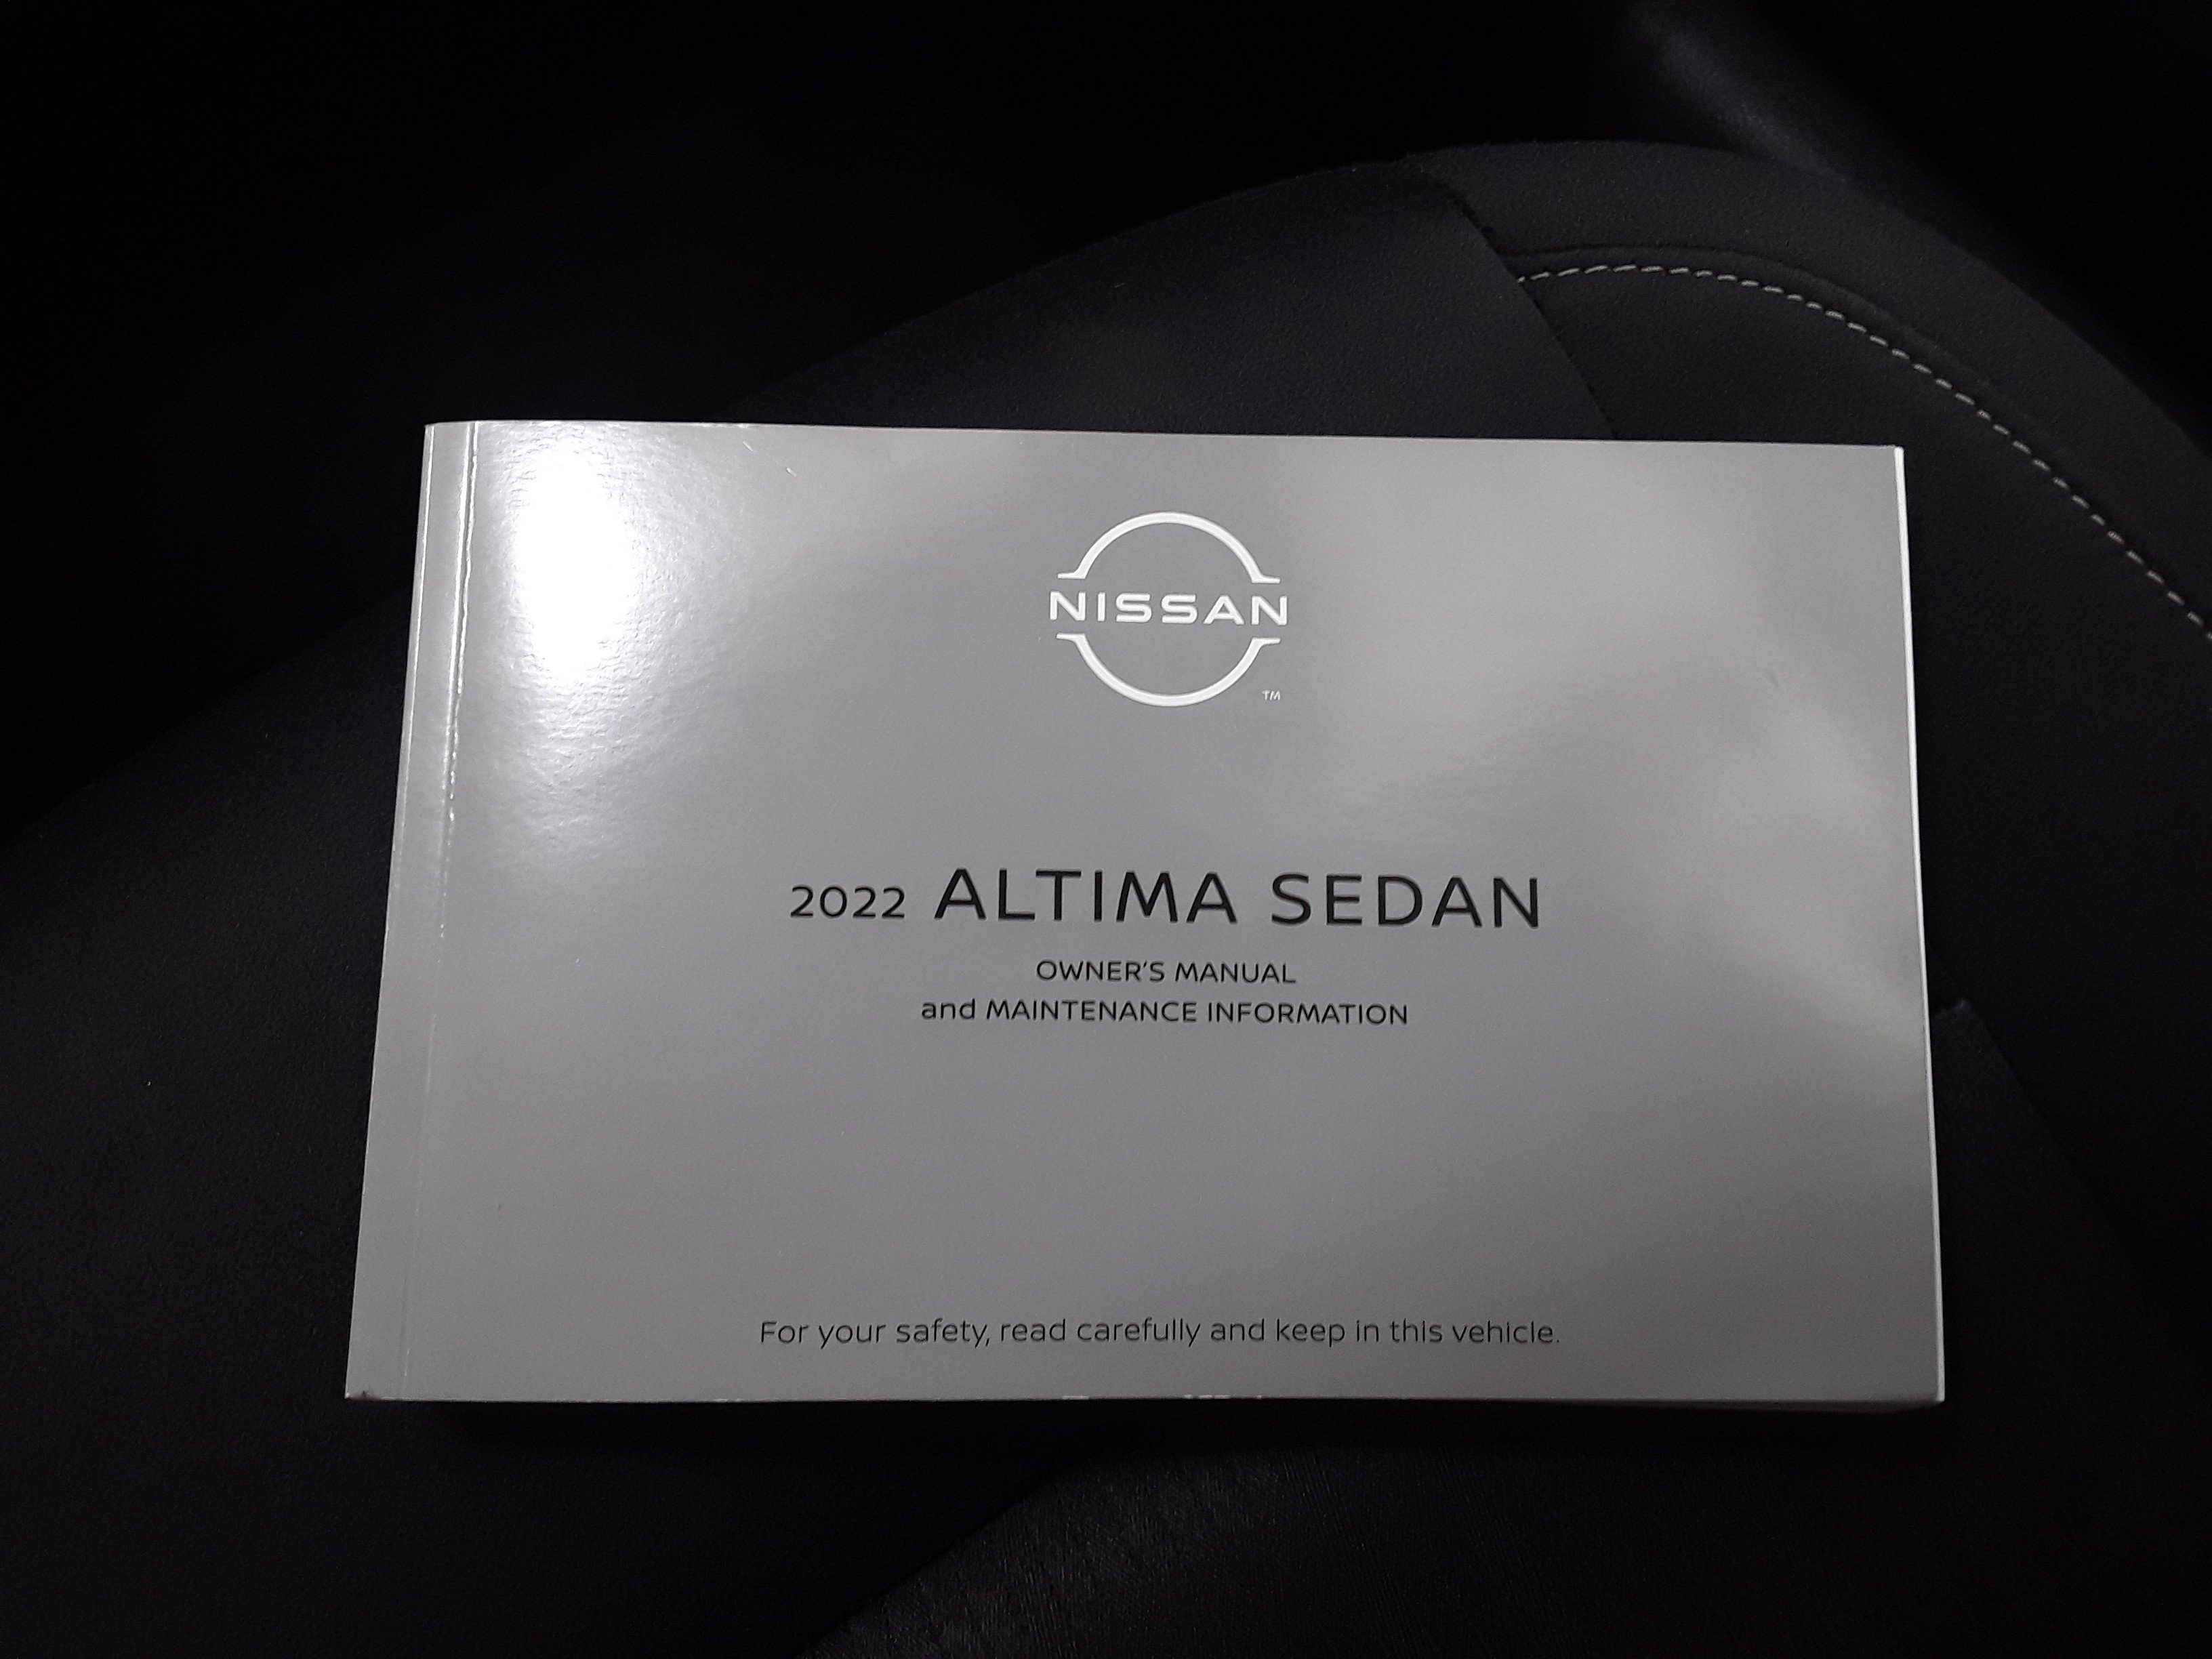 NISSAN
TM
2022 ALTIMA SEDAN
OWNER'S MANUAL
and MAINTENANCE INFORMATION
For your safety, read carefully and keep in this vehicle.